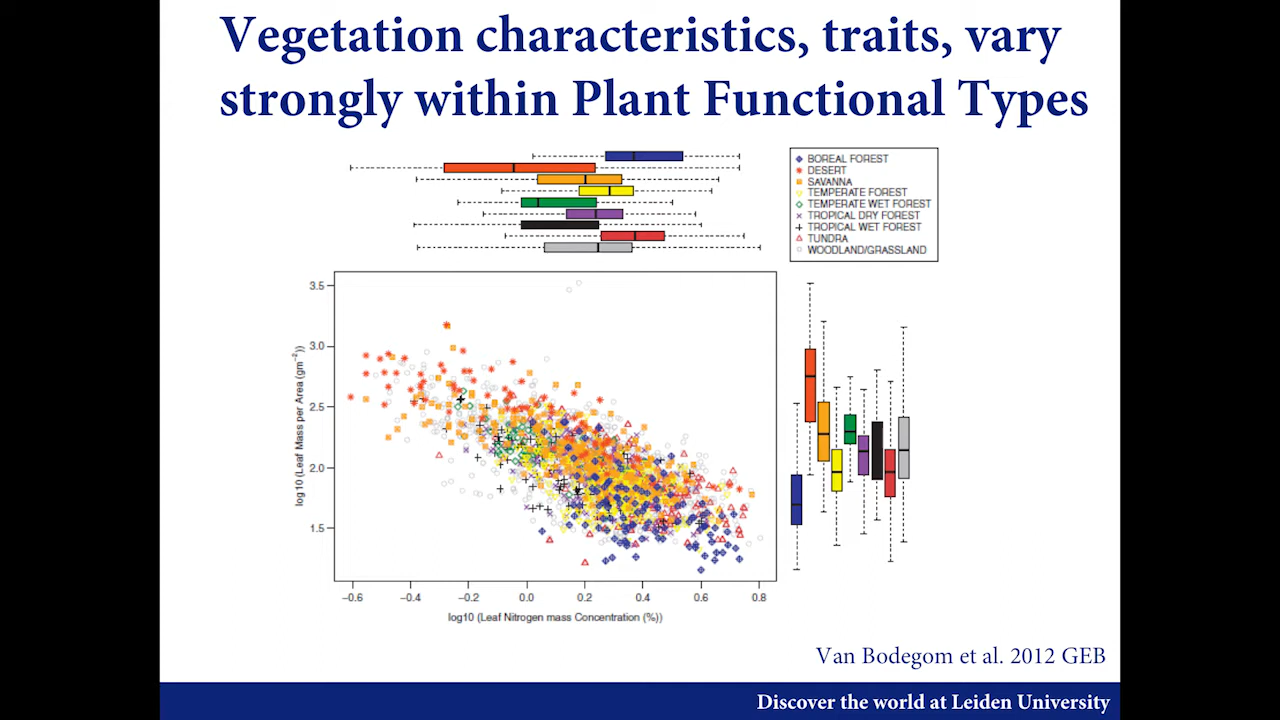 Vegetation characteristics, traits, vary
strongly within Plant Functional Types
BOREAL FOREST
DESERT
SAVANNA
TEMPERATE FOREST
TEMPERATE WET FOREST
TROPICAL DRY FOREST
TROPICAL WET FOREST
TUNDRA
WOODLAND/GRASSLAND
log10 (Leaf Mass per Area (gm⁻²))
3.5
3.0
2.5
2.0
1.5
−0.6 −0.4 −0.2 0.0 0.2 0.4 0.6 0.8
log10 (Leaf Nitrogen mass Concentration (%))
Van Bodegom et al. 2012 GEB
Discover the world at Leiden University